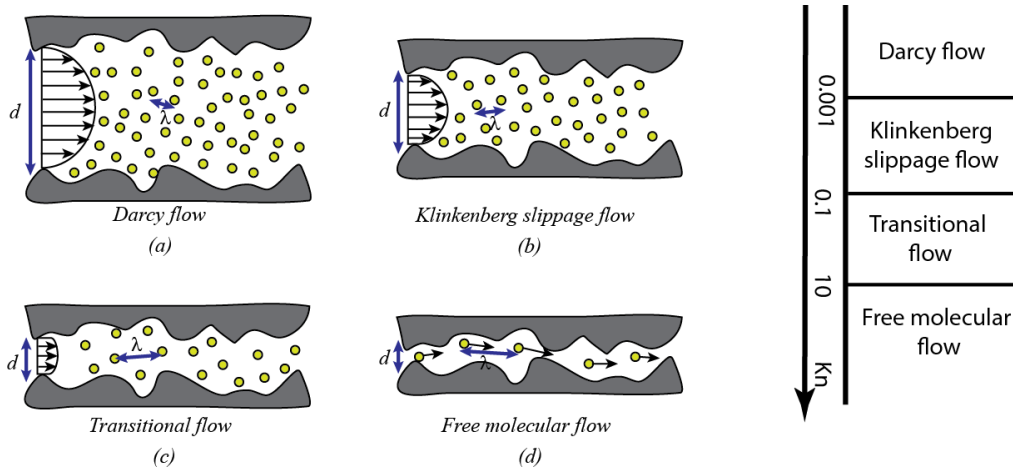 d
λ
Darcy flow
(a)
d
λ
Klinkenberg slippage flow
(b)
d
λ
Transitional flow
(c)
d
λ
Free molecular flow
(d)
Darcy flow
0.001
Klinkenberg
slippage flow
0.1
Transitional
flow
10
Free molecular
flow
Kn